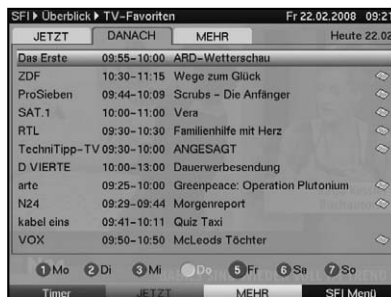 SFI Überblick TV-Favoriten Fr 22.02.2008 09:21
JETZT DANACH MEHR Heute 22.02
Das Erste 09:55-10:00 ARD-Wetterschau
ZDF 10:30-11:15 Wege zum Glück
ProSieben 09:44-10:09 Scrubs - Die Anfänger
SAT.1 10:00-11:00 Vera
RTL 09:30-10:30 Familienhilfe mit Herz
TechniTipp-TV 09:30-10:00 ANGESAGT
D VIERTE 10:00-13:00 Dauerwerbesendung
arte 09:25-10:00 Greenpeace: Operation Plutonium
N24 09:29-09:44 Morgenreport
kabel eins 09:41-10:11 Quiz Taxi
VOX 09:50-10:50 McLeods Töchter
1 Mo 2 Di 3 Mi Do 5 Fr 6 Sa 7 So
Timer JETZT MEHR SFI Menü